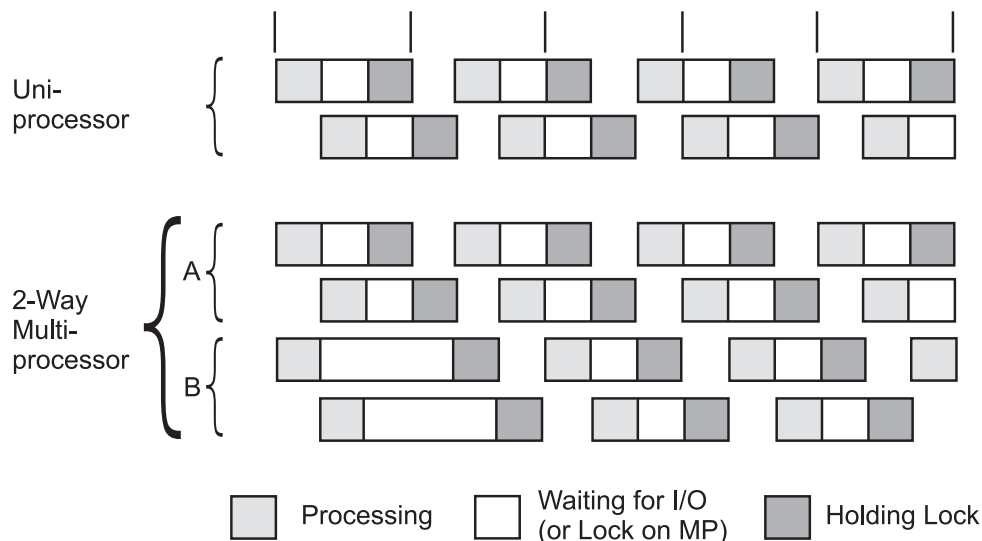 Uni-
processor
2-Way
Multi-
processor
A
B
Processing
Waiting for I/O
(or Lock on MP)
Holding Lock